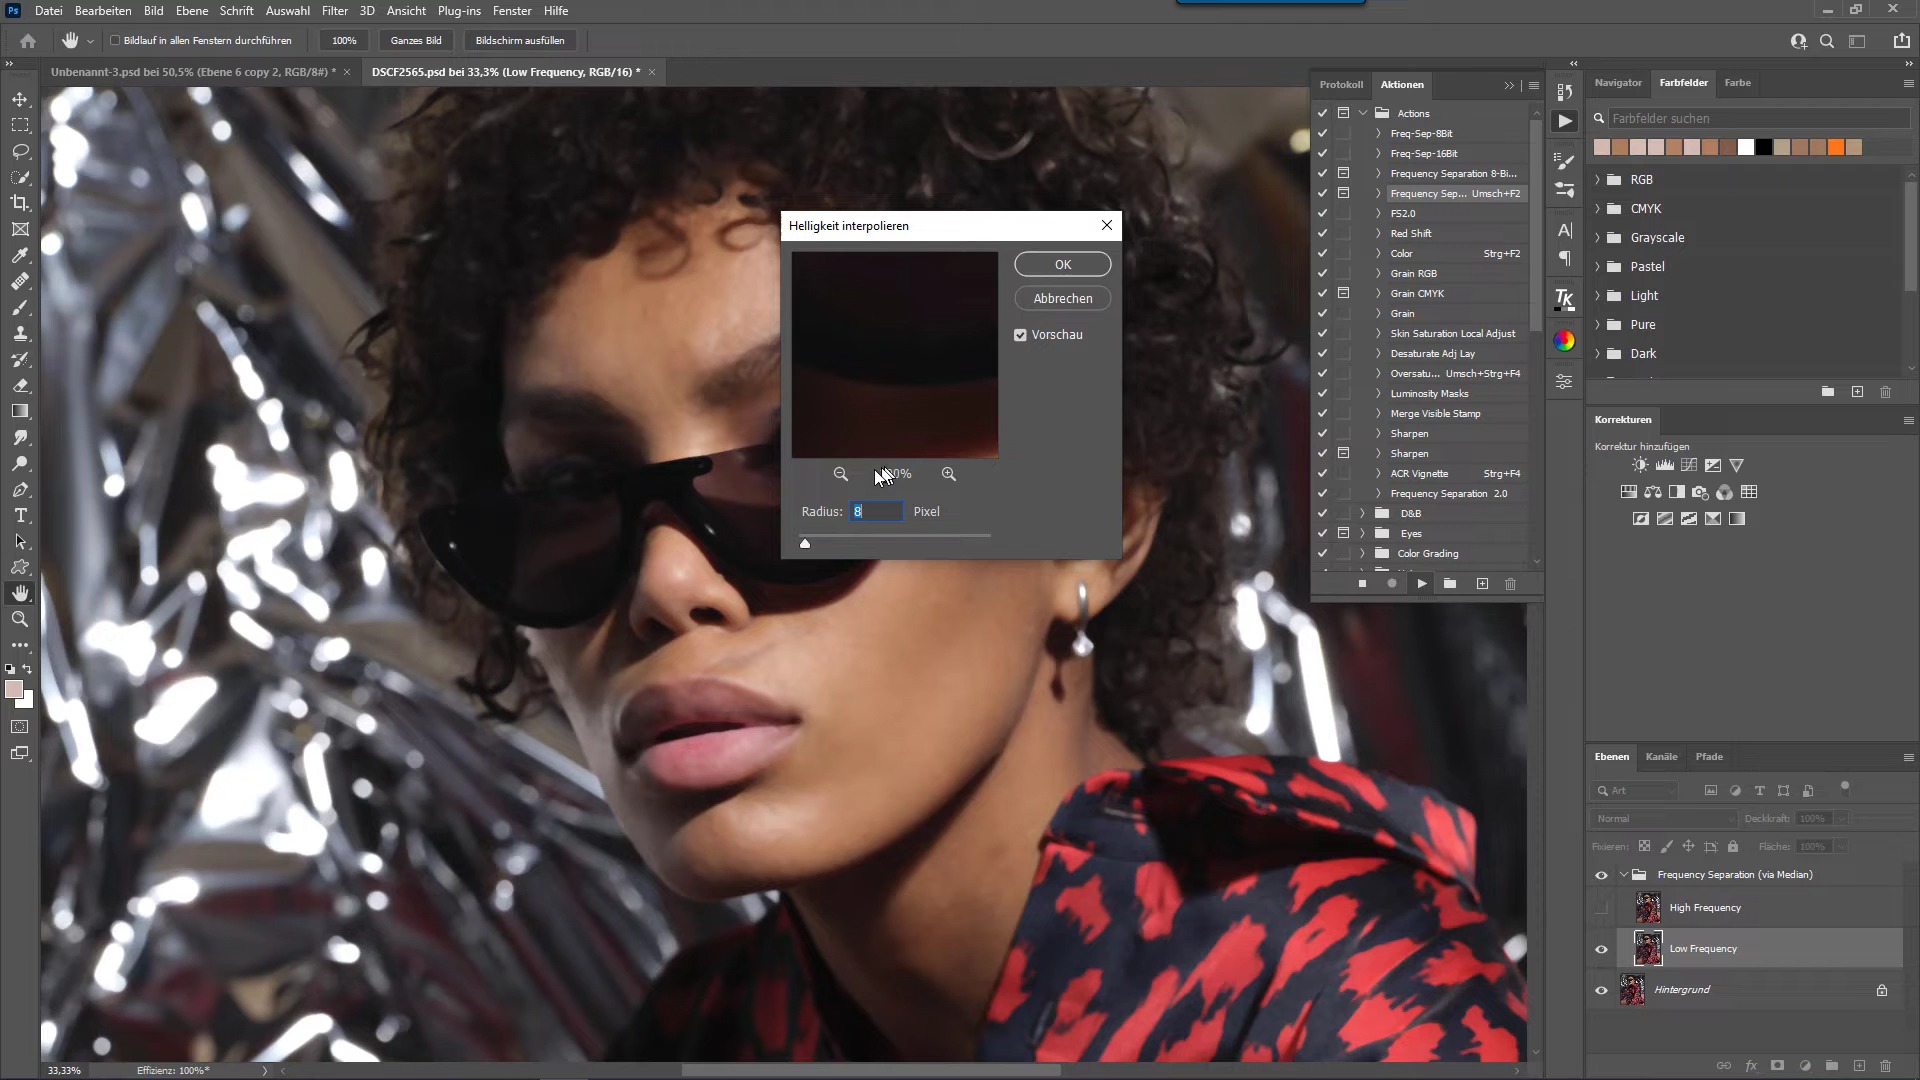 Ps Datei Bearbeiten Bild Ebene Schrift Auswahl Filter 3D Ansicht Plug-ins Fenster Hilfe
Bildlauf in allen Fenstern durchführen 100% Ganzes Bild Bildschirm ausfüllen
Unbenannt-3.psd bei 50,5% (Ebene 6 copy 2, RGB/8#) * × DSCF2565.psd bei 33,3% (Low Frequency, RGB/16) * ×
Helligkeit interpolieren
OK
Abbrechen
Vorschau
Radius: 8 Pixel
Protokoll Aktionen
Actions
Freq-Sep-8Bit
Freq-Sep-16Bit
Frequency Separation 8-Bi...
Frequency Sep... Umsch+F2
FS2.0
Red Shift
Color Strg+F2
Grain RGB
Grain CMYK
Grain
Skin Saturation Local Adjust
Desaturate Adj Lay
Oversatu... Umsch+Strg+F4
Luminosity Masks
Merge Visible Stamp
Sharpen
Sharpen
ACR Vignette Strg+F4
Frequency Separation 2.0
D&B
Eyes
Color Grading
TK
Navigator Farbfelder Farbe
Farbfelder suchen
RGB
CMYK
Grayscale
Pastel
Light
Pure
Dark
Korrekturen
Korrektur hinzufügen
Ebenen Kanäle Pfade
Art
Normal Deckkraft: 100%
Fixieren: Fläche: 100%
Frequency Separation (via Median)
High Frequency
Low Frequency
Hintergrund
fx
33,33% Effizienz: 100%*